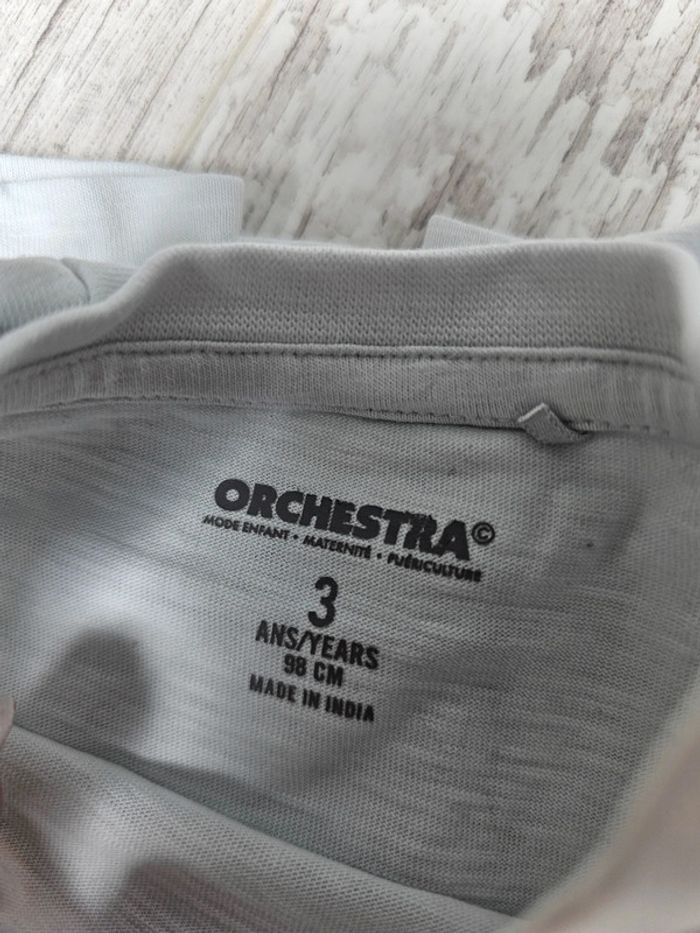 ORCHESTRA©
MODE ENFANT • MATERNITÉ • PUÉRICULTURE
3
ANS/YEARS
98 CM
MADE IN INDIA